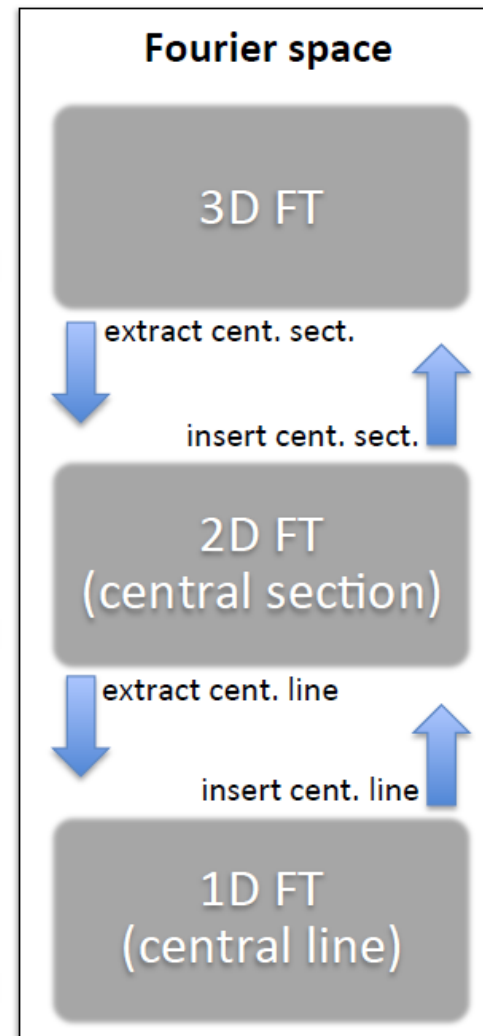 Fourier space
3D FT
extract cent. sect.
insert cent. sect.
2D FT
(central section)
extract cent. line
insert cent. line
1D FT
(central line)